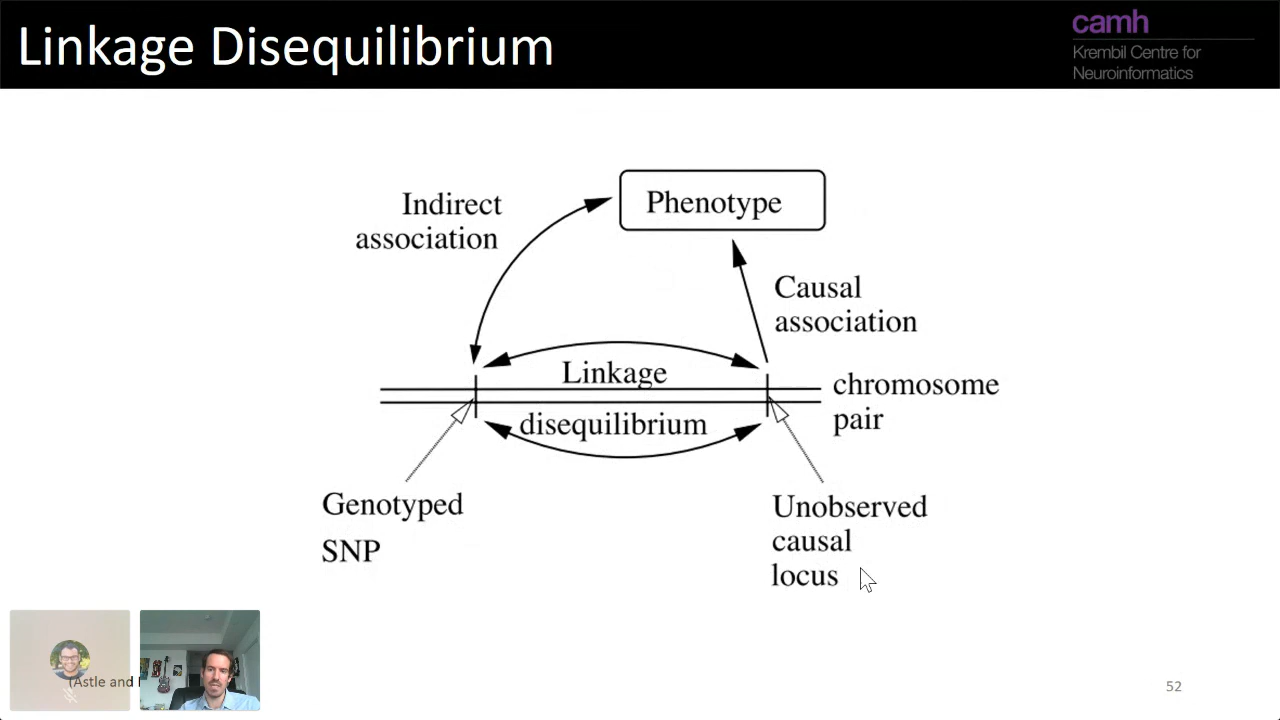 Linkage Disequilibrium
camh
Krembil Centre for
Neuroinformatics
Indirect
association
Phenotype
Causal
association
Linkage
disequilibrium
chromosome
pair
Genotyped
SNP
Unobserved
causal
locus
(Astle and
52